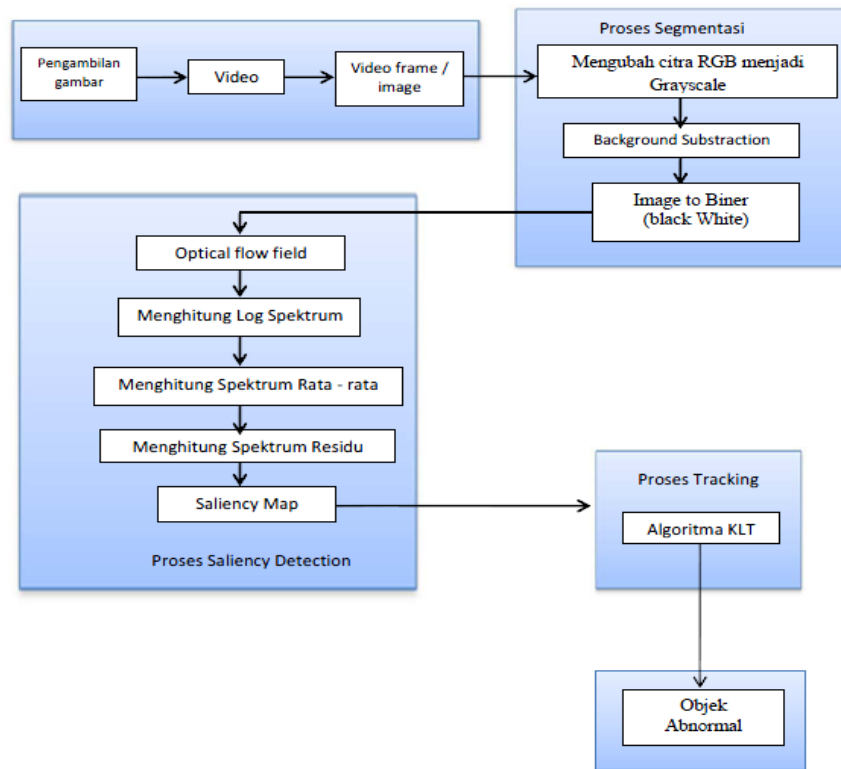 Pengambilan
gambar
Video
Video frame /
image
Proses Segmentasi
Mengubah citra RGB menjadi
Grayscale
Background Substraction
Image to Biner
(black White)
Optical flow field
Menghitung Log Spektrum
Menghitung Spektrum Rata - rata
Menghitung Spektrum Residu
Saliency Map
Proses Saliency Detection
Proses Tracking
Algoritma KLT
Objek
Abnormal